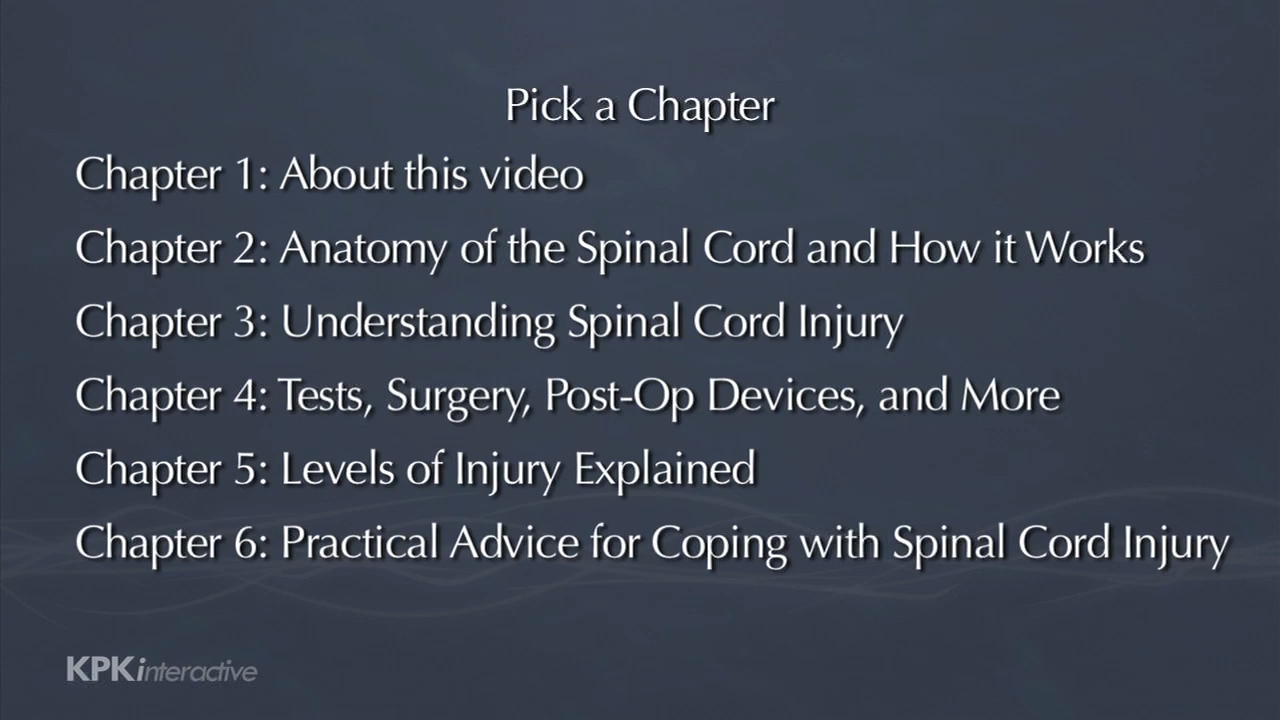 Pick a Chapter
Chapter 1: About this video
Chapter 2: Anatomy of the Spinal Cord and How it Works
Chapter 3: Understanding Spinal Cord Injury
Chapter 4: Tests, Surgery, Post-Op Devices, and More
Chapter 5: Levels of Injury Explained
Chapter 6: Practical Advice for Coping with Spinal Cord Injury
KPKinteractive